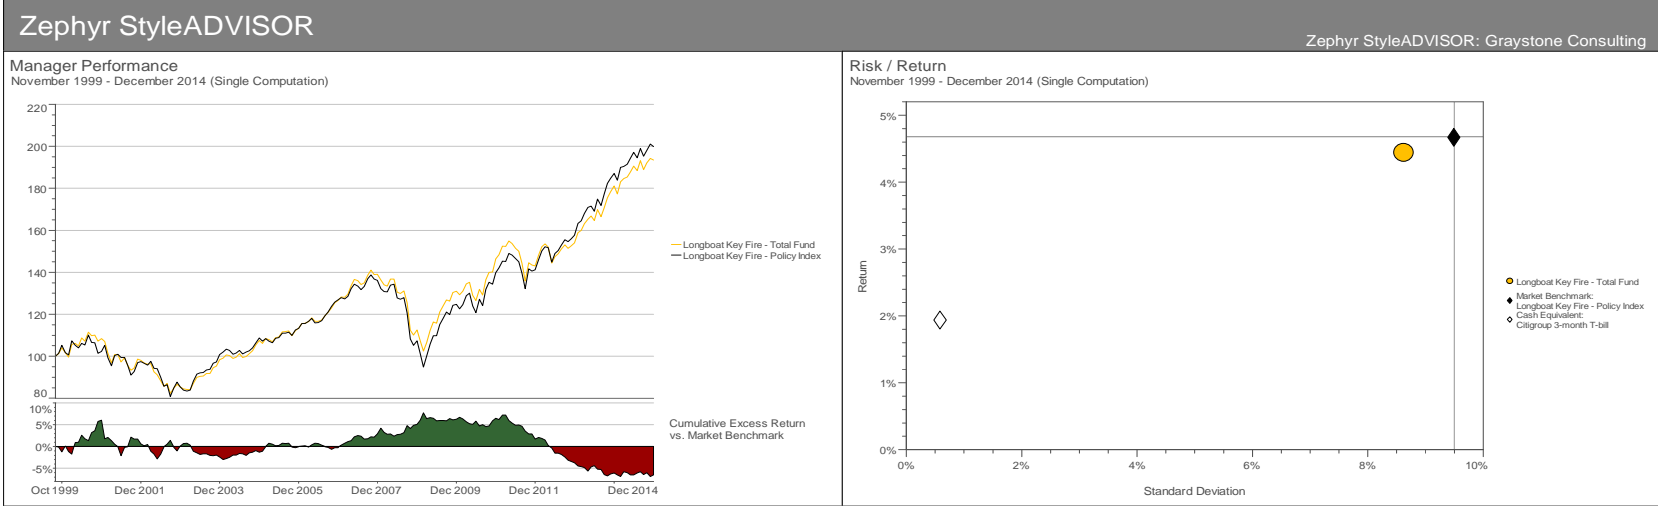 Zephyr StyleADVISOR
Zephyr StyleADVISOR: Graystone Consulting
Manager Performance
November 1999 - December 2014 (Single Computation)
220
200
180
160
140
120
100
80
10%
5%
0%
-5%
Oct 1999
Dec 2001
Dec 2003
Dec 2005
Dec 2007
Dec 2009
Dec 2011
Dec 2014
Longboat Key Fire - Total Fund
Longboat Key Fire - Policy Index
Cumulative Excess Return
vs. Market Benchmark
Risk / Return
November 1999 - December 2014 (Single Computation)
Return
5%
4%
3%
2%
1%
0%
0%
2%
4%
6%
8%
10%
Standard Deviation
Longboat Key Fire - Total Fund
Market Benchmark:
Longboat Key Fire - Policy Index
Cash Equivalent:
Citigroup 3-month T-bill